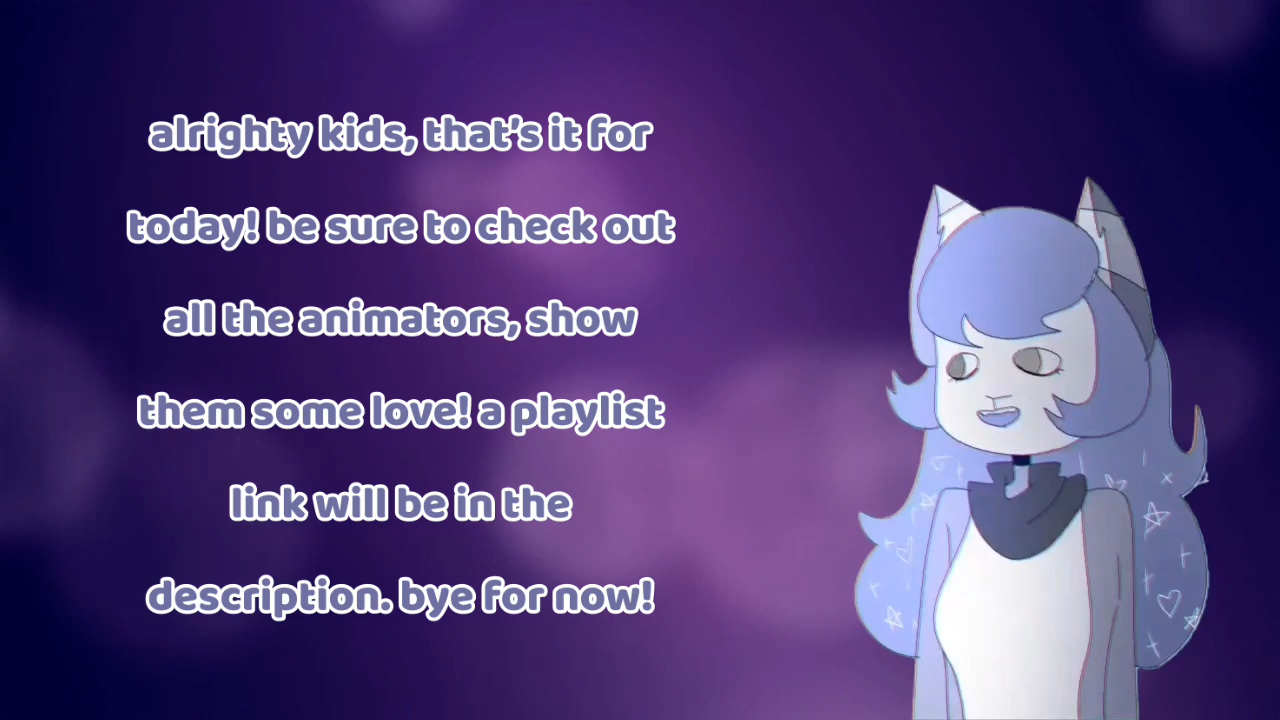 alrighty kids, that's it for
today! be sure to check out
all the animators, show
them some love! a playlist
link will be in the
description. bye for now!